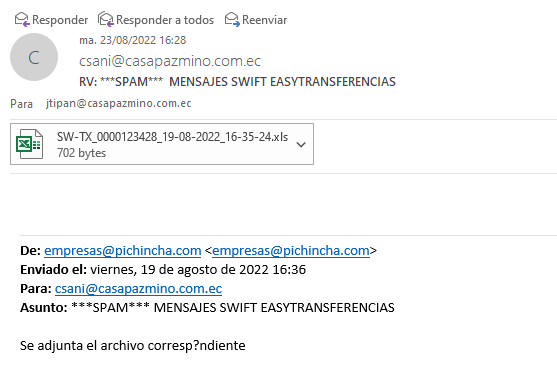 Responder Responder a todos Reenviar
ma. 23/08/2022 16:28
C
csani@casapazmino.com.ec
RV: ***SPAM*** MENSAJES SWIFT EASYTRANSFERENCIAS
Para jtipan@casapazmino.com.ec
SW-TX_0000123428_19-08-2022_16-35-24.xls
702 bytes
De: empresas@pichincha.com <empresas@pichincha.com>
Enviado el: viernes, 19 de agosto de 2022 16:36
Para: csani@casapazmino.com.ec
Asunto: ***SPAM*** MENSAJES SWIFT EASYTRANSFERENCIAS
Se adjunta el archivo corresp?ndiente